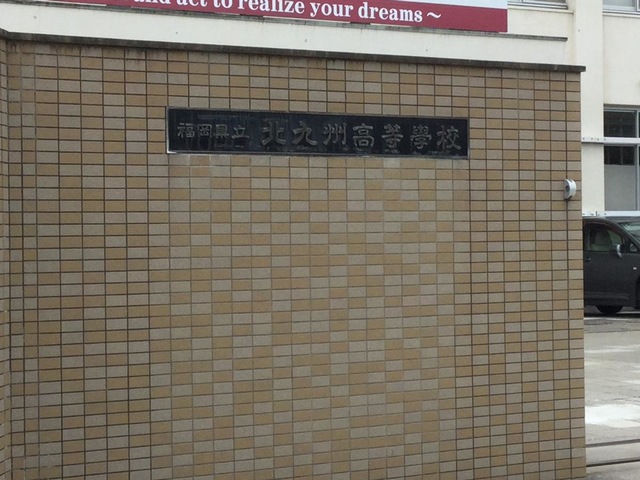 and act to realize your dreams～
福岡県立 北九州高等學校